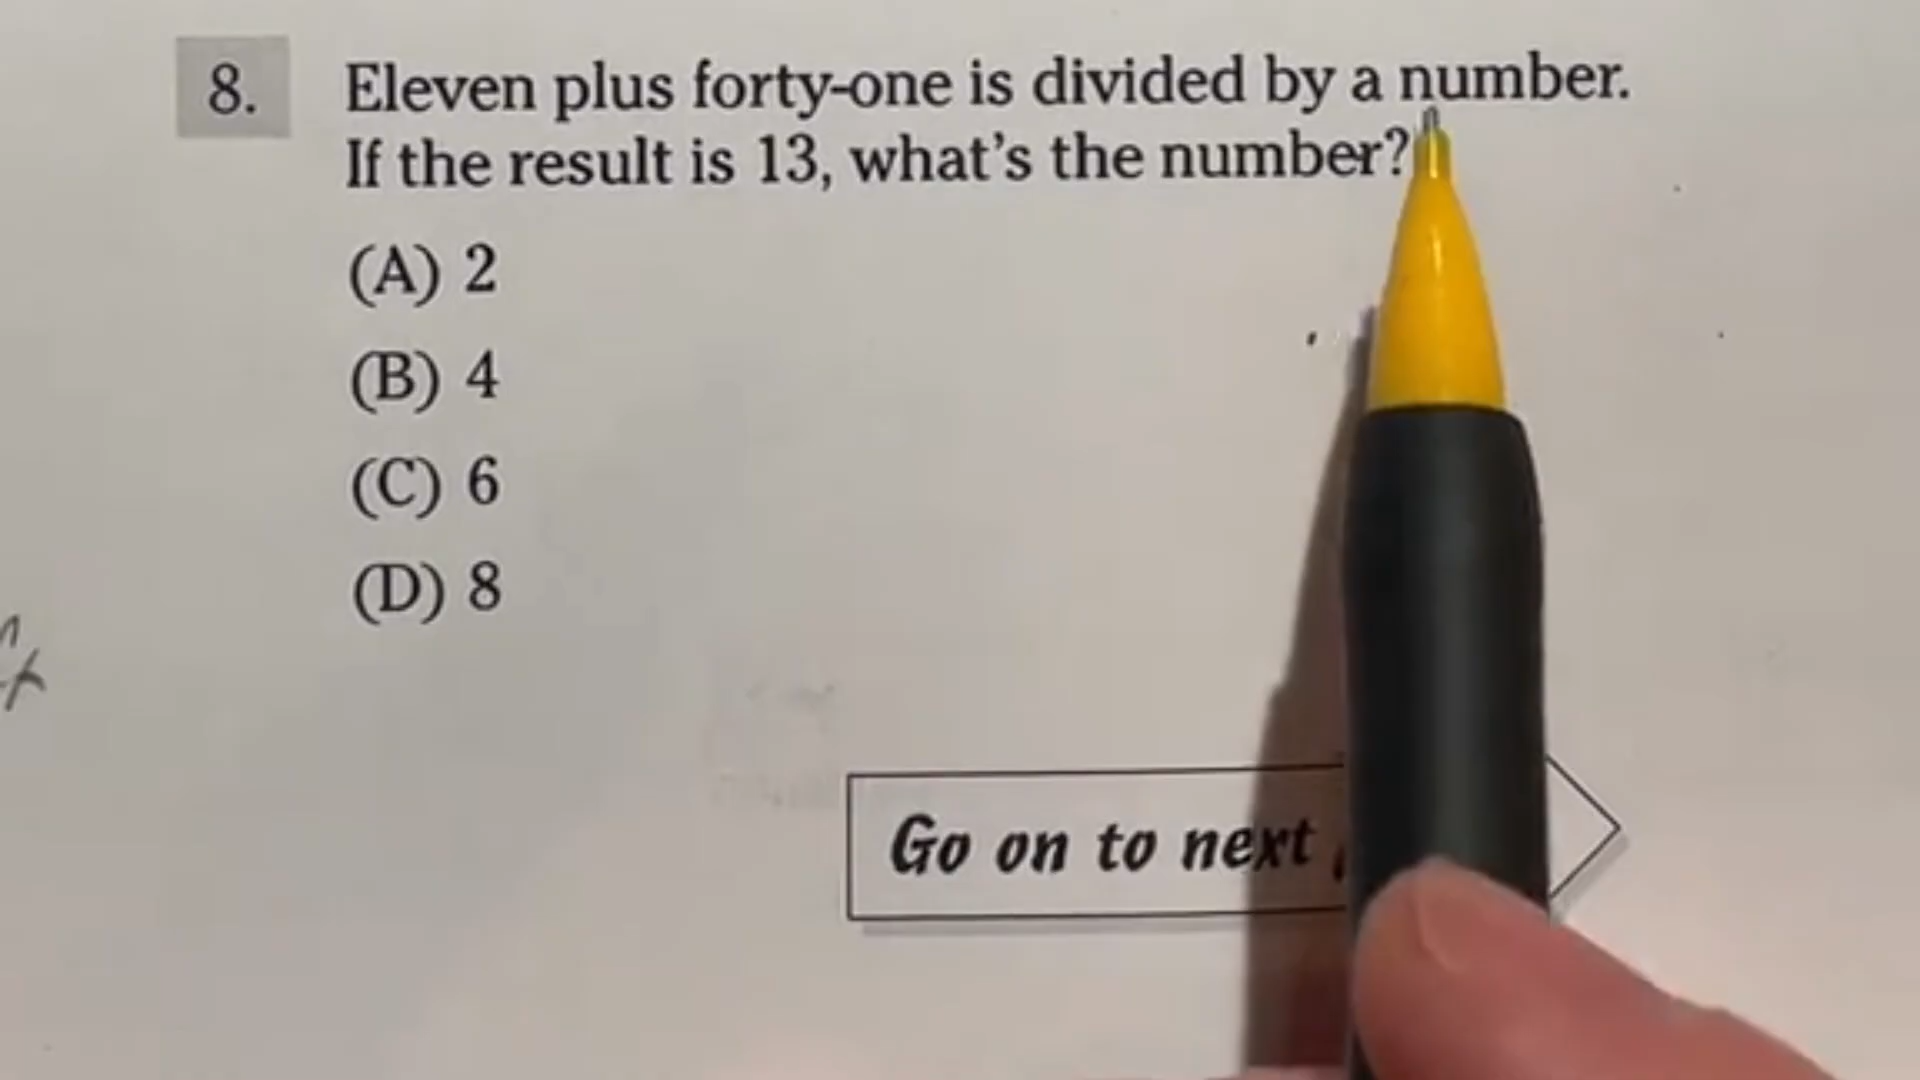 8. Eleven plus forty-one is divided by a number.
If the result is 13, what's the number?
(A) 2
(B) 4
(C) 6
(D) 8
Go on to next